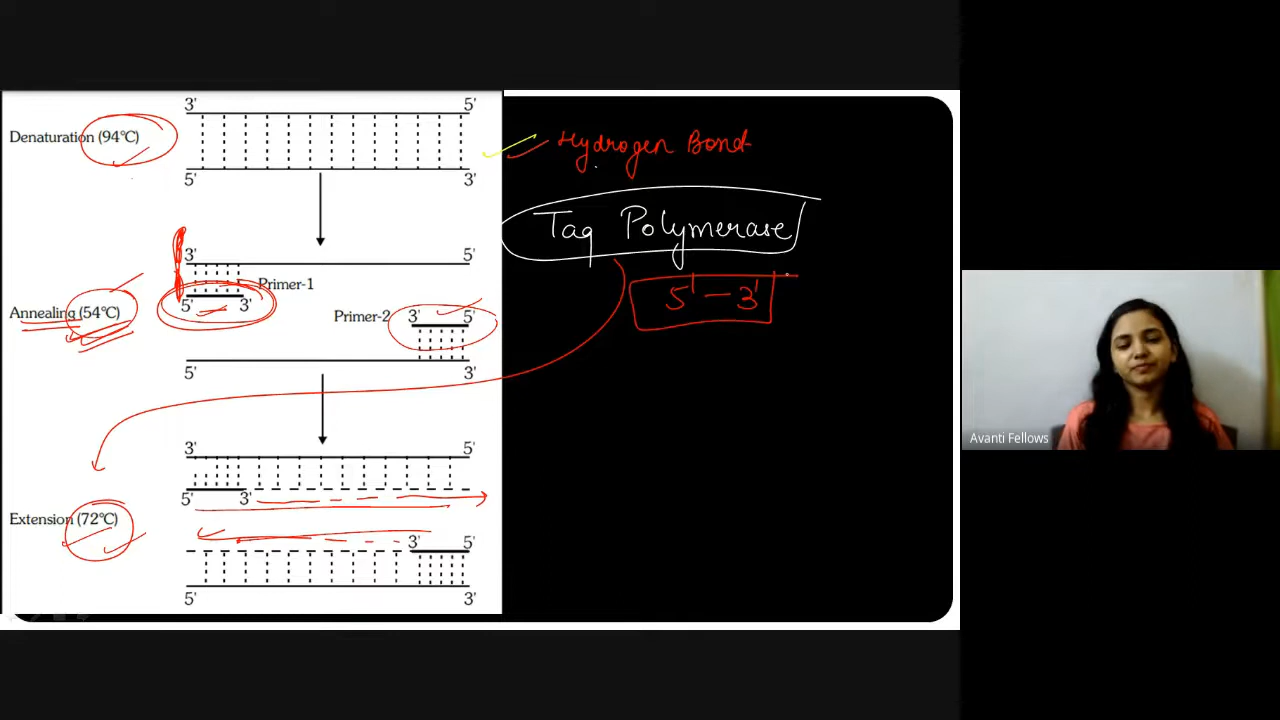 3' 5'
Denaturation (94°C)
5' 3'
Hydrogen Bond
Taq Polymerase
5' – 3'
3' 5'
Primer-1
5' 3'
Annealing (54°C)
Primer-2 3' 5'
5' 3'
3' 5'
5' 3'
Extension (72°C)
3' 5'
5' 3'
Avanti Fellows